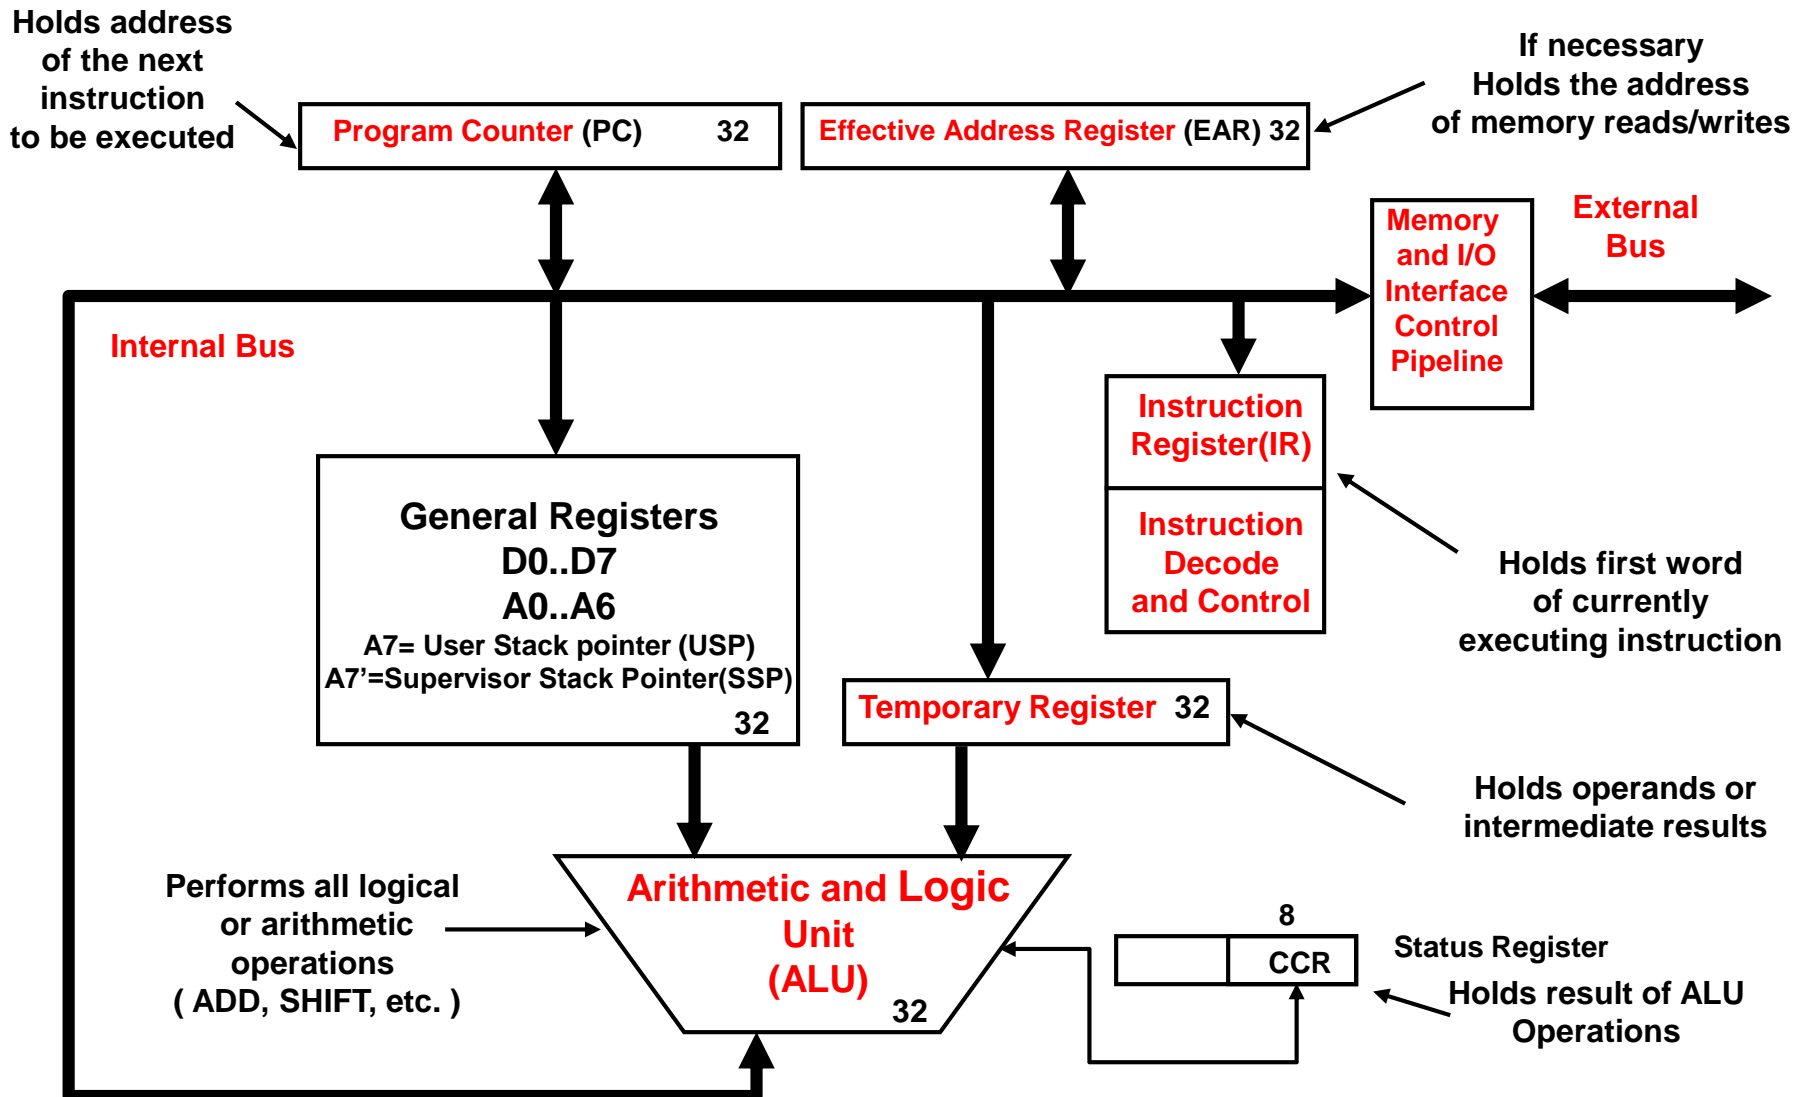 Holds address
of the next
instruction
to be executed
If necessary
Holds the address
of memory reads/writes
Program Counter (PC) 32
Effective Address Register (EAR) 32
Memory
and I/O
Interface
Control
Pipeline
External
Bus
Internal Bus
Instruction
Register(IR)
Instruction
Decode
and Control
General Registers
D0..D7
A0..A6
A7= User Stack pointer (USP)
A7’=Supervisor Stack Pointer(SSP)
32
Holds first word
of currently
executing instruction
Temporary Register 32
Holds operands or
intermediate results
Performs all logical
or arithmetic
operations
( ADD, SHIFT, etc. )
Arithmetic and Logic
Unit
(ALU)
32
8
CCR
Status Register
Holds result of ALU
Operations